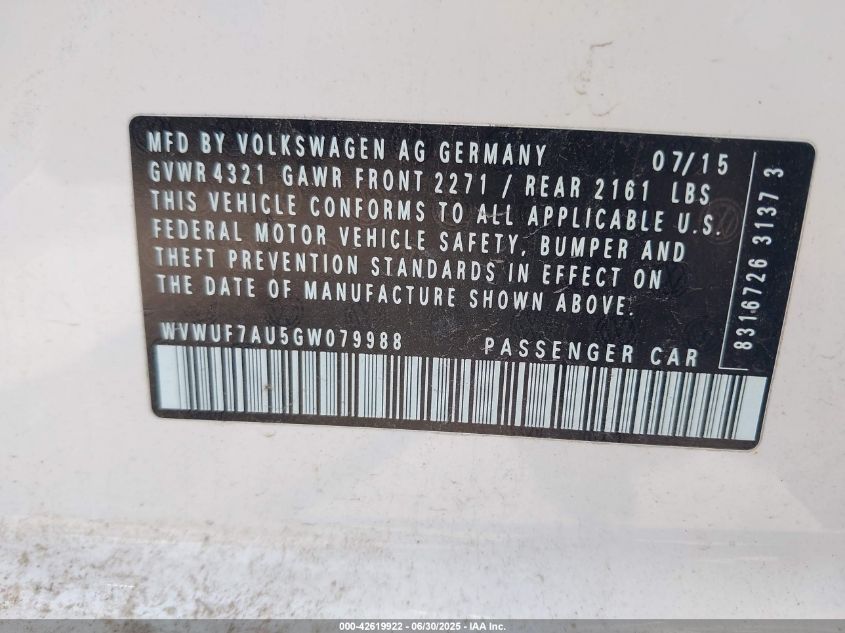 MFD BY VOLKSWAGEN AG GERMANY 07/15
GVWR 4321 GAWR FRONT 2271 / REAR 2161 LBS
THIS VEHICLE CONFORMS TO ALL APPLICABLE U.S.
FEDERAL MOTOR VEHICLE SAFETY, BUMPER AND
THEFT PREVENTION STANDARDS IN EFFECT ON
THE DATE OF MANUFACTURE SHOWN ABOVE.
WVWUF7AU5GW079988 PASSENGER CAR
8316726 3137 3
000-42619922 - 06/30/2025 - IAA Inc.